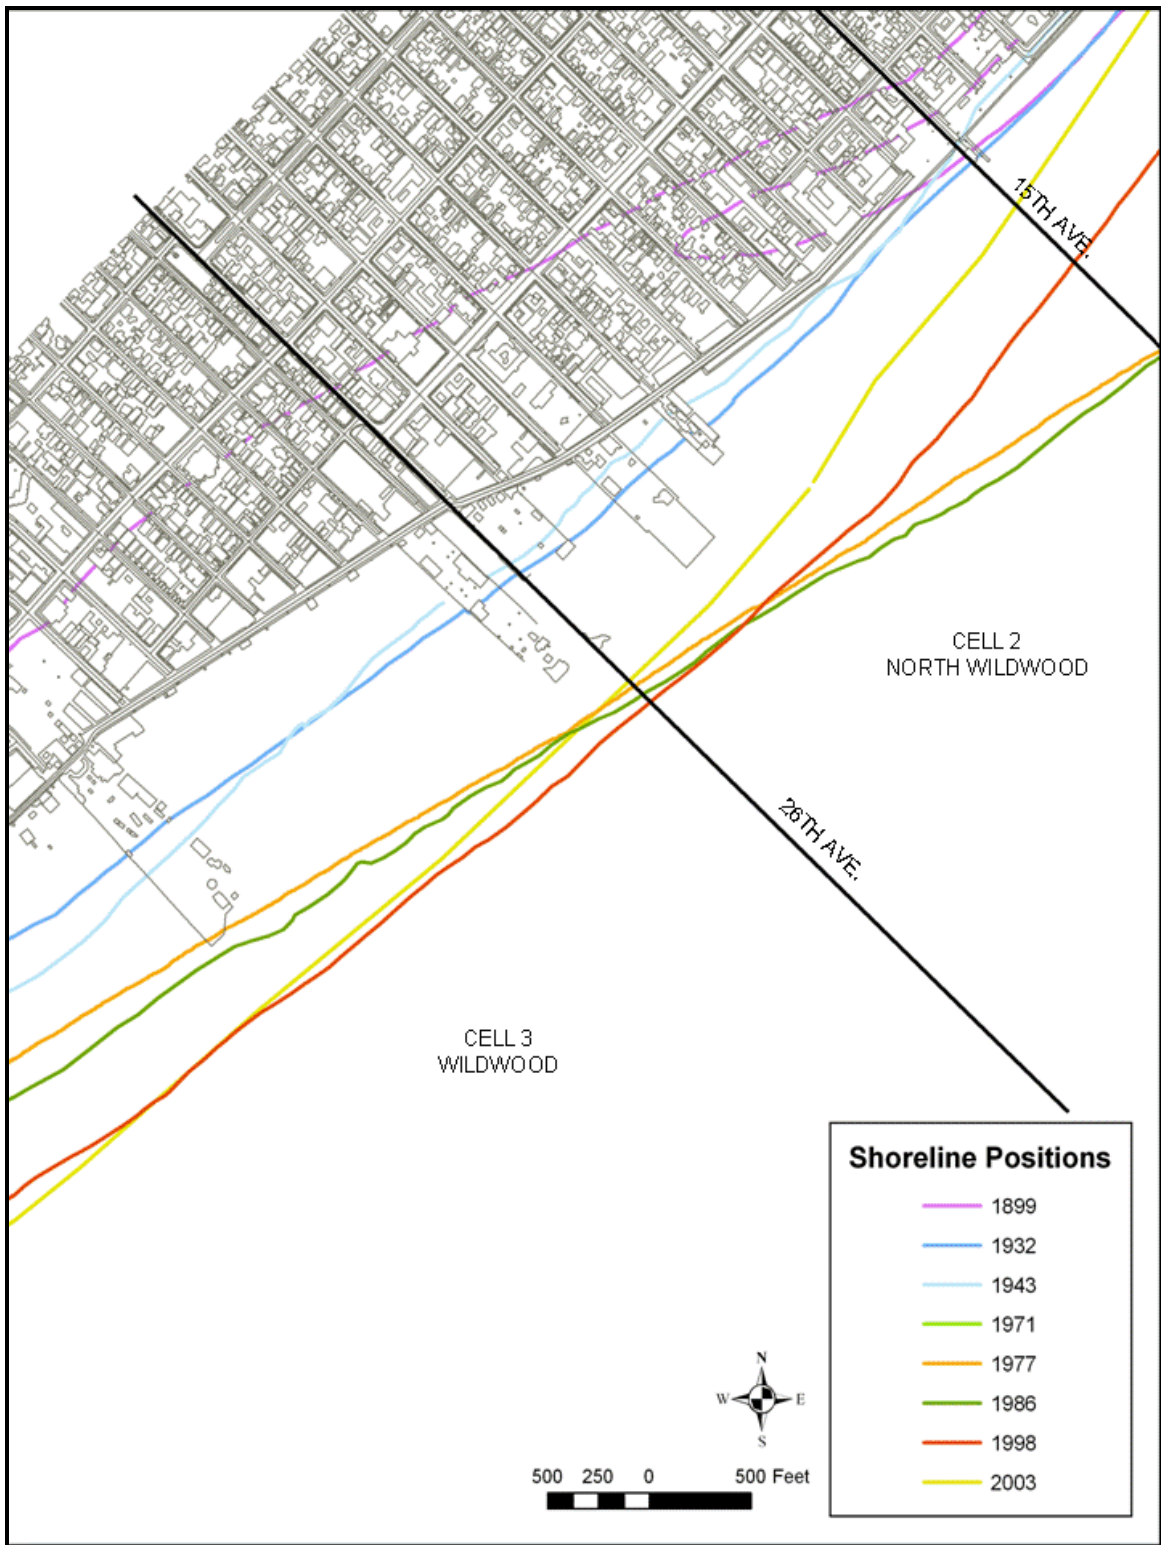 15TH AVE.
CELL 2
NORTH WILDWOOD
26TH AVE.
CELL 3
WILDWOOD
Shoreline Positions
1899
1932
1943
1971
1977
1986
1998
2003
N
W E
S
500 250 0 500 Feet